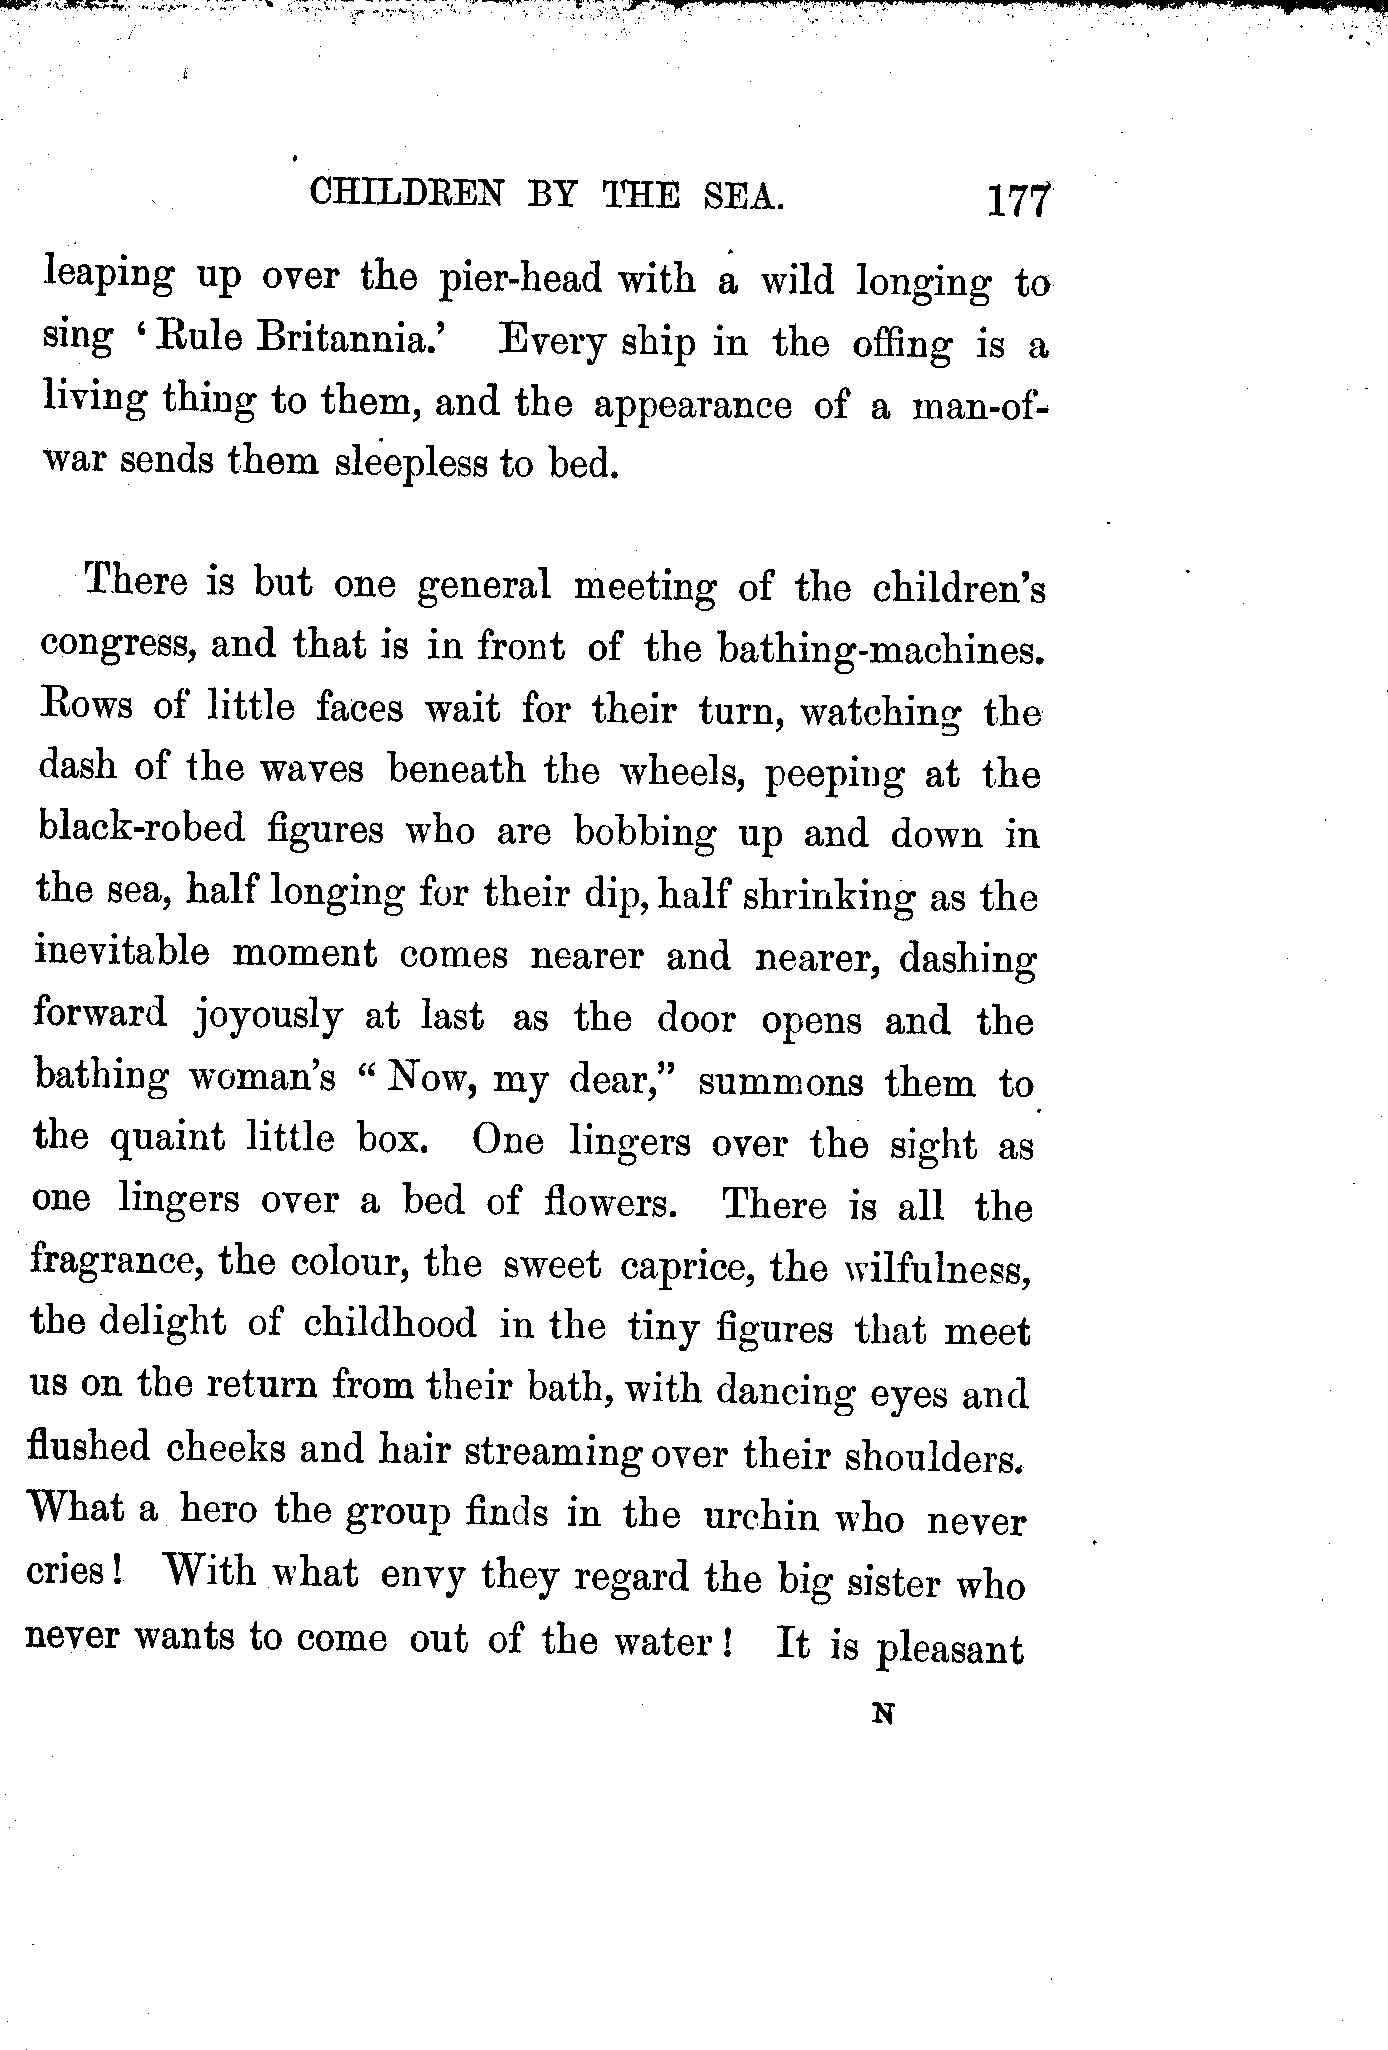 CHILDREN BY THE SEA. 177
leaping up over the pier-head with a wild longing to
sing ‘Rule Britannia.’ Every ship in the offing is a
living thing to them, and the appearance of a man-of-
war sends them sleepless to bed.
There is but one general meeting of the children’s
congress, and that is in front of the bathing-machines.
Rows of little faces wait for their turn, watching the
dash of the waves beneath the wheels, peeping at the
black-robed figures who are bobbing up and down in
the sea, half longing for their dip, half shrinking as the
inevitable moment comes nearer and nearer, dashing
forward joyously at last as the door opens and the
bathing woman’s “Now, my dear,” summons them to
the quaint little box. One lingers over the sight as
one lingers over a bed of flowers. There is all the
fragrance, the colour, the sweet caprice, the wilfulness,
the delight of childhood in the tiny figures that meet
us on the return from their bath, with dancing eyes and
flushed cheeks and hair streaming over their shoulders.
What a hero the group finds in the urchin who never
cries! With what envy they regard the big sister who
never wants to come out of the water! It is pleasant
N